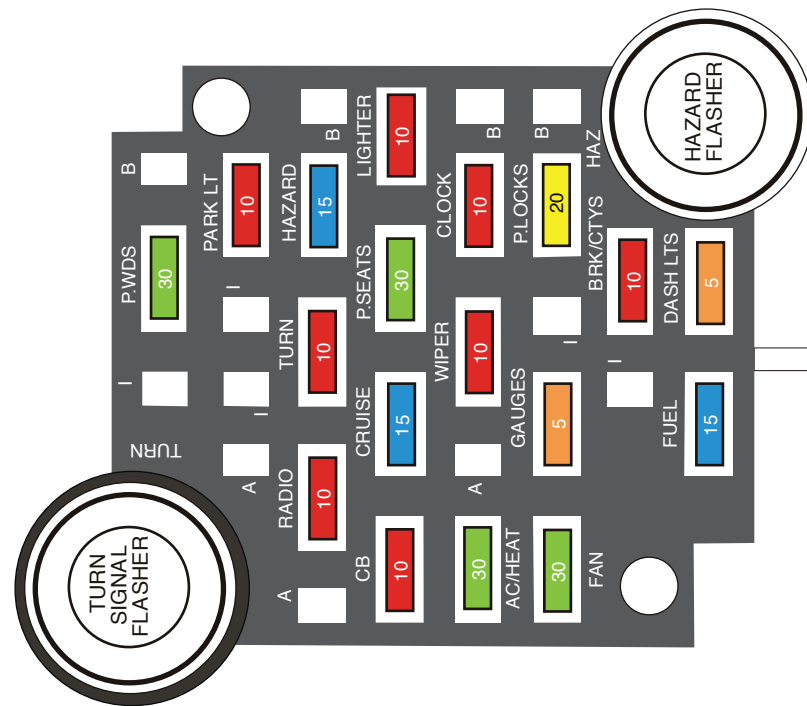 B
P.WDS
30
I
TURN
TURN
SIGNAL
FLASHER
PARK LT
10
I
I
A
B
HAZARD
15
TURN
10
RADIO
10
A
LIGHTER
10
P.SEATS
30
CRUISE
15
CB
10
B
CLOCK
10
WIPER
10
A
AC/HEAT
30
B
P.LOCKS
20
I
GAUGES
5
FAN
30
HAZ
BRK/CTYS
10
I
DASH LTS
5
FUEL
15
HAZARD
FLASHER